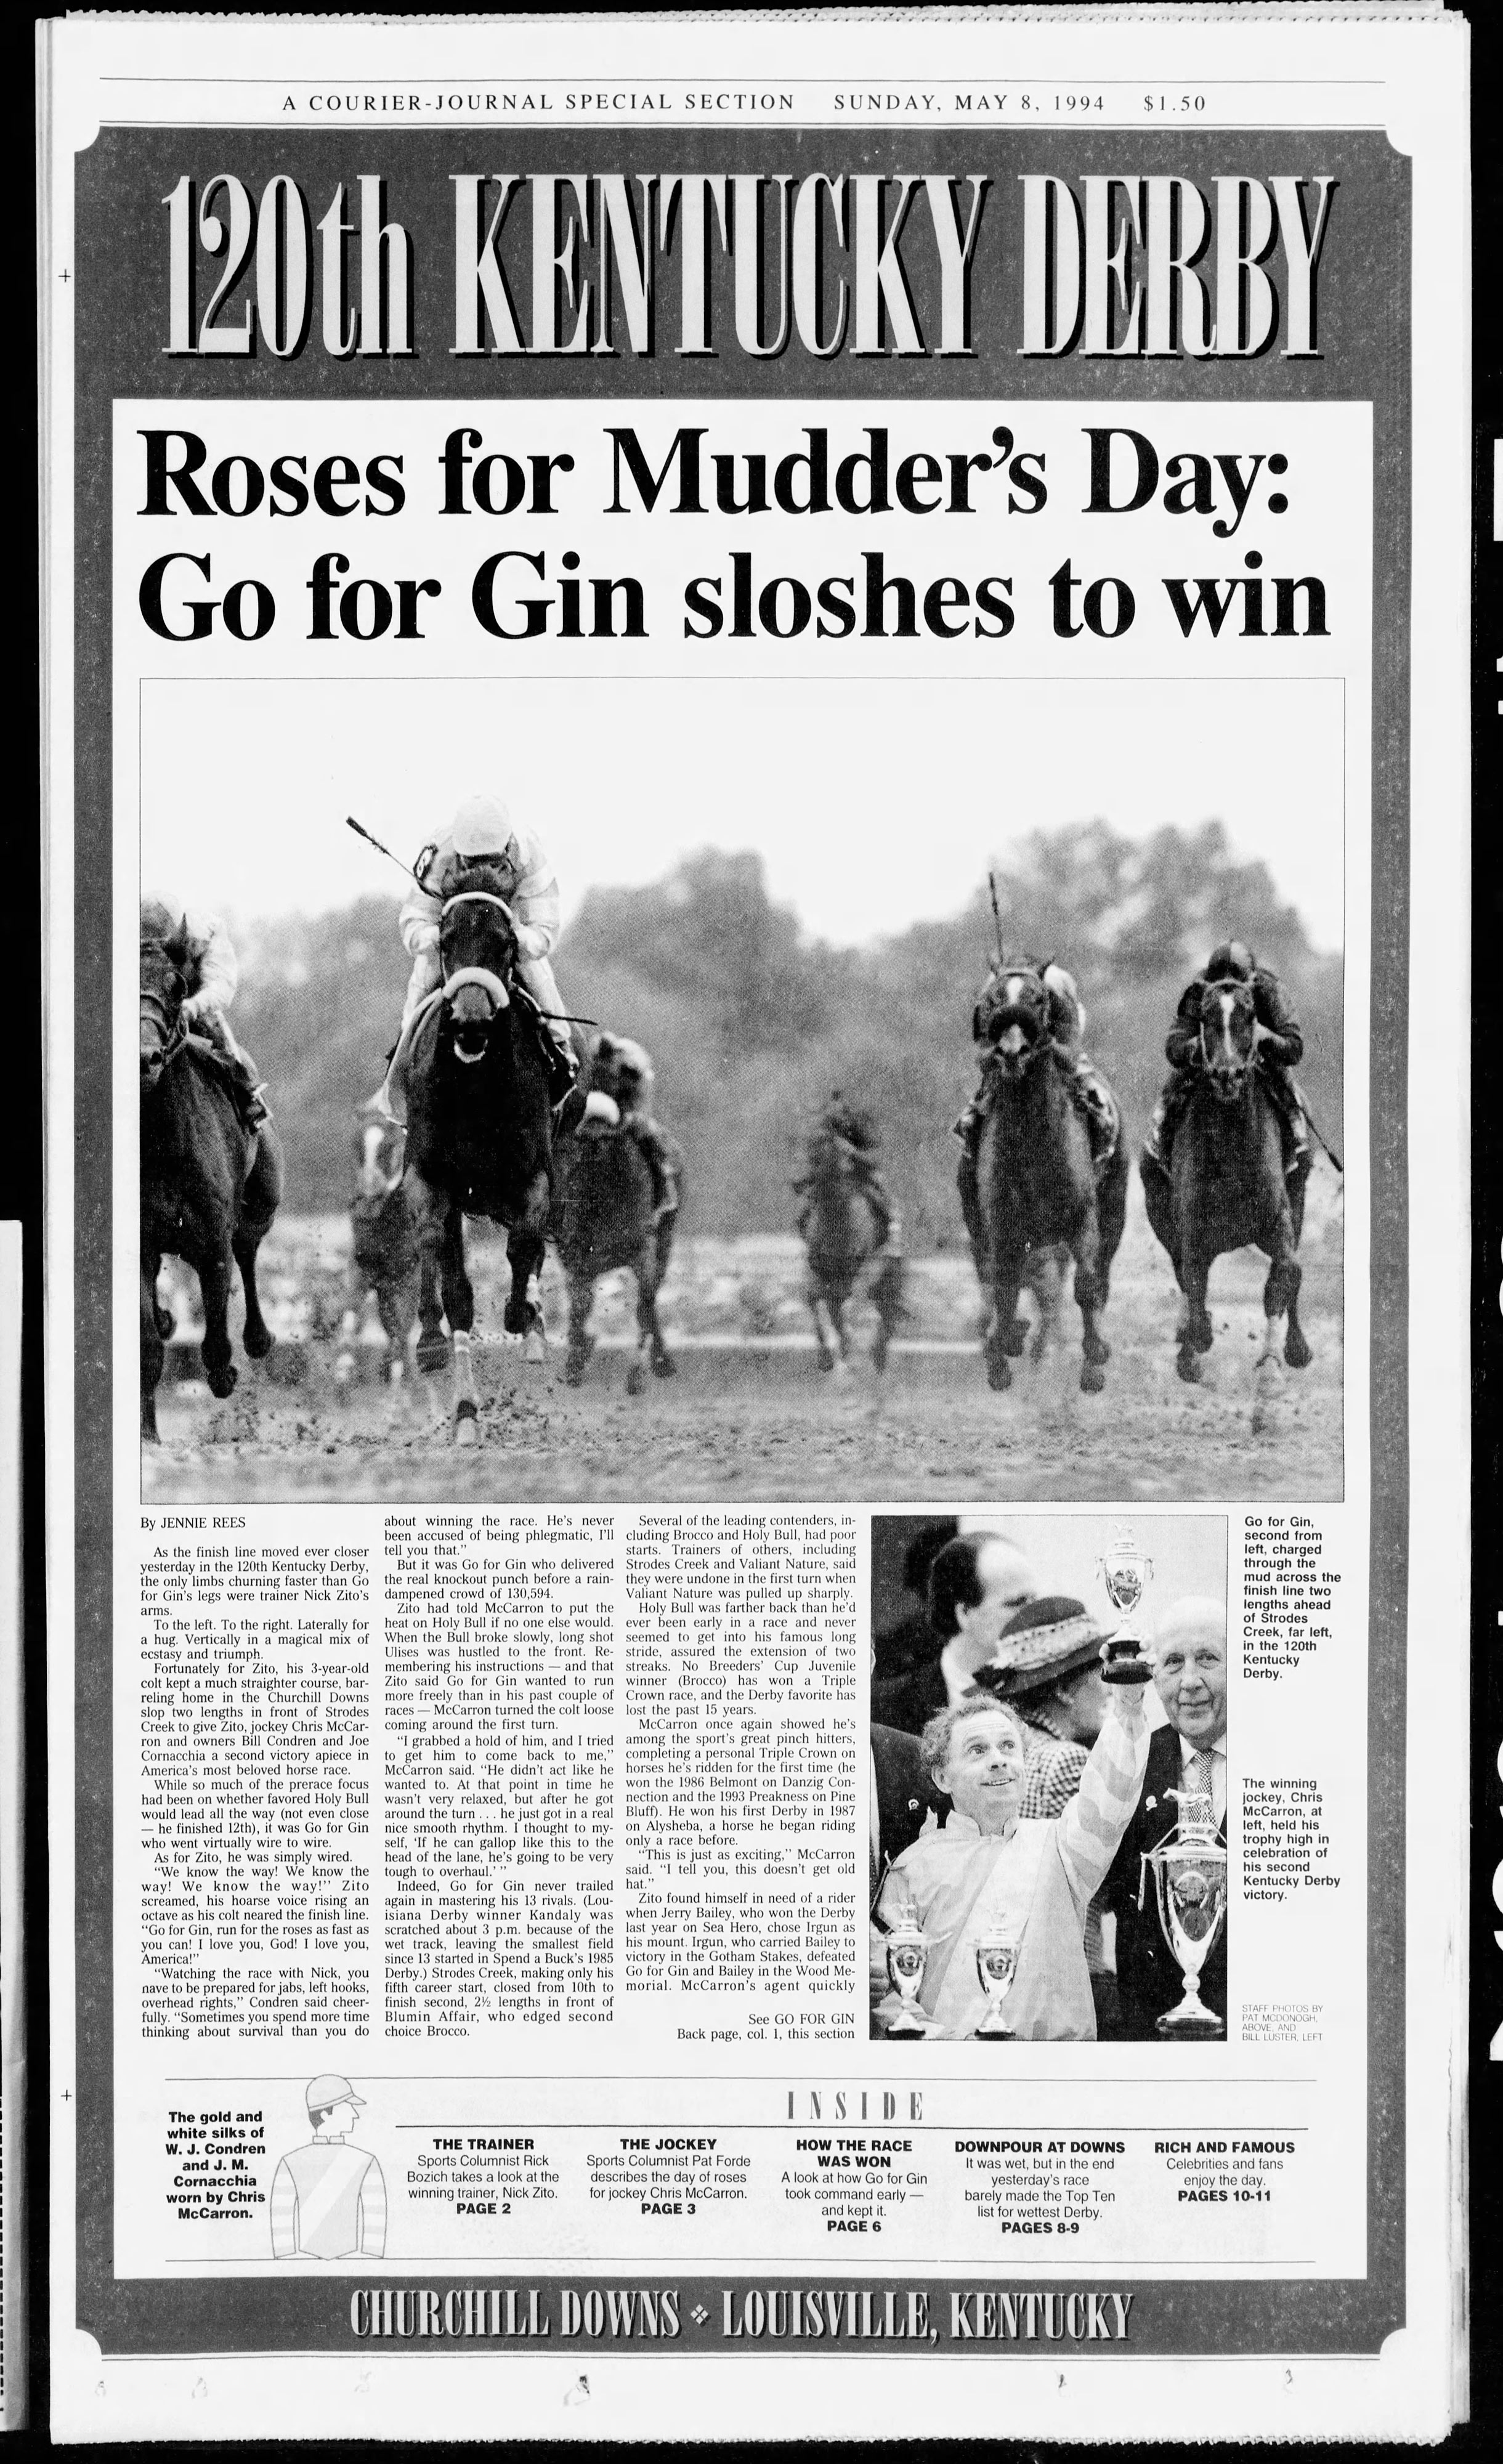 A COURIER-JOURNAL SPECIAL SECTION SUNDAY, MAY 8, 1994 $1.50
120th KENTUCKY DERBY
Roses for Mudder's Day:
Go for Gin sloshes to win
By JENNIE REES
As the finish line moved ever closer
yesterday in the 120th Kentucky Derby,
the only limbs churning faster than Go
for Gin's legs were trainer Nick Zito's
arms.
To the left. To the right. Laterally for
a hug. Vertically in a magical mix of
ecstasy and triumph.
Fortunately for Zito, his 3-year-old
colt kept a much straighter course, bar-
reling home in the Churchill Downs
slop two lengths in front of Strodes
Creek to give Zito, jockey Chris McCar-
ron and owners Bill Condren and Joe
Cornacchia a second victory apiece in
America's most beloved horse race.
While so much of the prerace focus
had been on whether favored Holy Bull
would lead all the way (not even close
— he finished 12th), it was Go for Gin
who went virtually wire to wire.
As for Zito, he was simply wired.
"We know the way! We know the
way! We know the way!" Zito
screamed, his hoarse voice rising an
octave as his colt neared the finish line.
"Go for Gin, run for the roses as fast as
you can! I love you, God! I love you,
America!"
"Watching the race with Nick, you
nave to be prepared for jabs, left hooks,
overhead rights," Condren said cheer-
fully. "Sometimes you spend more time
thinking about survival than you do
about winning the race. He's never
been accused of being phlegmatic, I'll
tell you that."
But it was Go for Gin who delivered
the real knockout punch before a rain-
dampened crowd of 130,594.
Zito had told McCarron to put the
heat on Holy Bull if no one else would.
When the Bull broke slowly, long shot
Ulises was hustled to the front. Re-
membering his instructions — and that
Zito said Go for Gin wanted to run
more freely than in his past couple of
races — McCarron turned the colt loose
coming around the first turn.
"I grabbed a hold of him, and I tried
to get him to come back to me,"
McCarron said. "He didn't act like he
wanted to. At that point in time he
wasn't very relaxed, but after he got
around the turn . . . he just got in a real
nice smooth rhythm. I thought to my-
self, 'If he can gallop like this to the
head of the lane, he's going to be very
tough to overhaul.' "
Indeed, Go for Gin never trailed
again in mastering his 13 rivals. (Lou-
isiana Derby winner Kandaly was
scratched about 3 p.m. because of the
wet track, leaving the smallest field
since 13 started in Spend a Buck's 1985
Derby.) Strodes Creek, making only his
fifth career start, closed from 10th to
finish second, 2½ lengths in front of
Blumin Affair, who edged second
choice Brocco.
Several of the leading contenders, in-
cluding Brocco and Holy Bull, had poor
starts. Trainers of others, including
Strodes Creek and Valiant Nature, said
they were undone in the first turn when
Valiant Nature was pulled up sharply.
Holy Bull was farther back than he'd
ever been early in a race and never
seemed to get into his famous long
stride, assured the extension of two
streaks. No Breeders' Cup Juvenile
winner (Brocco) has won a Triple
Crown race, and the Derby favorite has
lost the past 15 years.
McCarron once again showed he's
among the sport's great pinch hitters,
completing a personal Triple Crown on
horses he's ridden for the first time (he
won the 1986 Belmont on Danzig Con-
nection and the 1993 Preakness on Pine
Bluff). He won his first Derby in 1987
on Alysheba, a horse he began riding
only a race before.
"This is just as exciting," McCarron
said. "I tell you, this doesn't get old
hat."
Zito found himself in need of a rider
when Jerry Bailey, who won the Derby
last year on Sea Hero, chose Irgun as
his mount. Irgun, who carried Bailey to
victory in the Gotham Stakes, defeated
Go for Gin and Bailey in the Wood Me-
morial. McCarron's agent quickly
See GO FOR GIN
Back page, col. 1, this section
Go for Gin,
second from
left, charged
through the
mud across the
finish line two
lengths ahead
of Strodes
Creek, far left,
in the 120th
Kentucky
Derby.
The winning
jockey, Chris
McCarron, at
left, held his
trophy high in
celebration of
his second
Kentucky Derby
victory.
STAFF PHOTOS BY
PAT MCDONOGH,
ABOVE, AND
BILL LUSTER, LEFT
The gold and
white silks of
W. J. Condren
and J. M.
Cornacchia
worn by Chris
McCarron.
INSIDE
THE TRAINER
Sports Columnist Rick
Bozich takes a look at the
winning trainer, Nick Zito.
PAGE 2
THE JOCKEY
Sports Columnist Pat Forde
describes the day of roses
for jockey Chris McCarron.
PAGE 3
HOW THE RACE
WAS WON
A look at how Go for Gin
took command early —
and kept it.
PAGE 6
DOWNPOUR AT DOWNS
It was wet, but in the end
yesterday's race
barely made the Top Ten
list for wettest Derby.
PAGES 8-9
RICH AND FAMOUS
Celebrities and fans
enjoy the day.
PAGES 10-11
CHURCHILL DOWNS ❖ LOUISVILLE, KENTUCKY